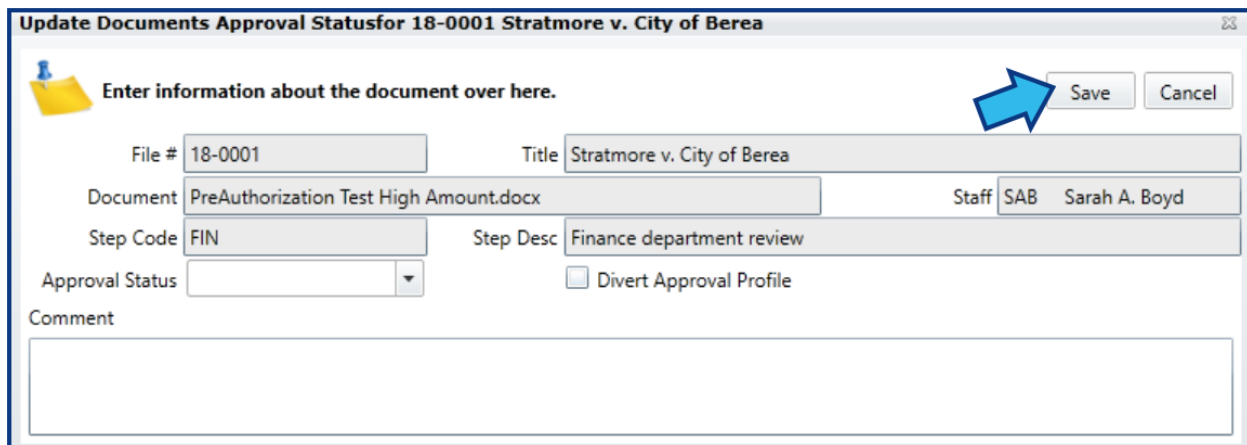 Update Documents Approval Statusfor 18-0001 Stratmore v. City of Berea
Enter information about the document over here. Save Cancel
File # 18-0001 Title Stratmore v. City of Berea
Document PreAuthorization Test High Amount.docx Staff SAB Sarah A. Boyd
Step Code FIN Step Desc Finance department review
Approval Status Divert Approval Profile
Comment